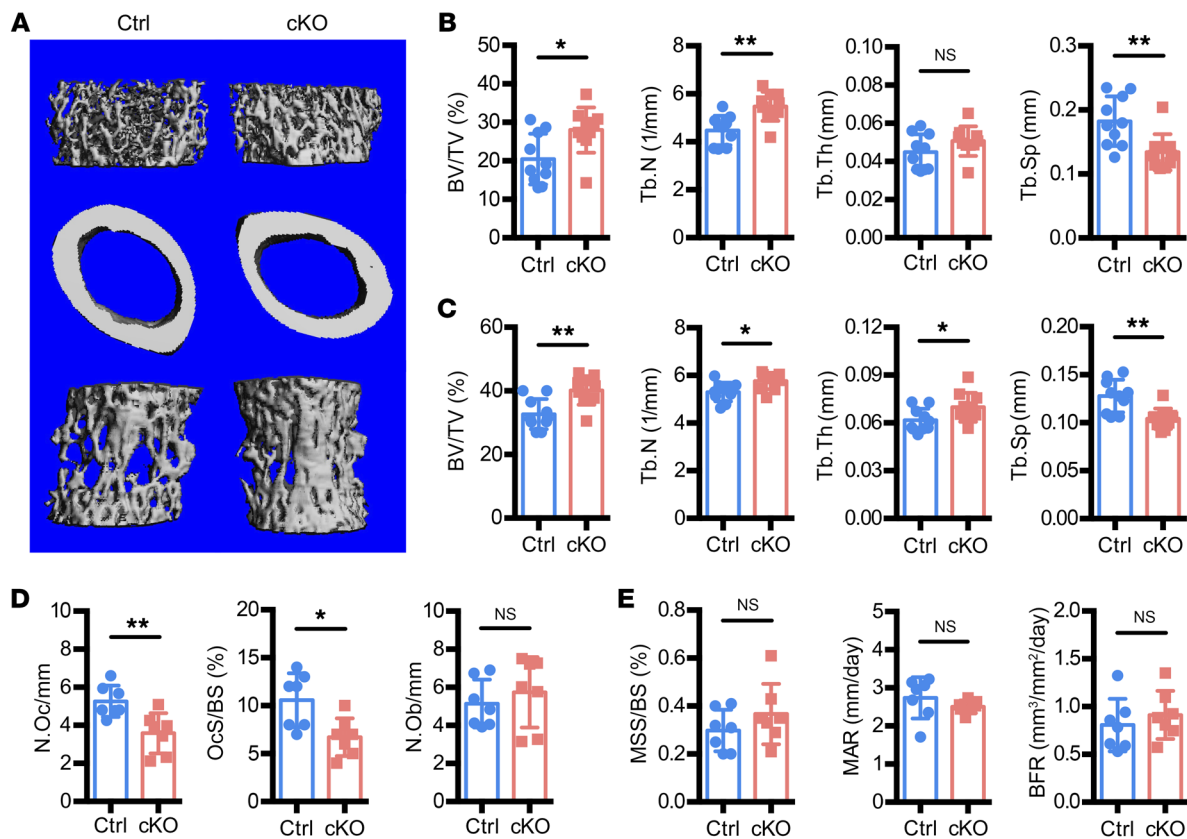 A
Ctrl cKO
B
BV/TV (%)
50
40
30
20
10
0
*
Ctrl cKO
Tb.N (1/mm)
8
6
4
2
0
**
Ctrl cKO
Tb.Th (mm)
0.10
0.08
0.06
0.04
0.02
0.00
NS
Ctrl cKO
Tb.Sp (mm)
0.3
0.2
0.1
0.0
**
Ctrl cKO
C
BV/TV (%)
60
40
20
0
**
Ctrl cKO
Tb.N (1/mm)
8
6
4
2
0
*
Ctrl cKO
Tb.Th (mm)
0.12
0.09
0.06
0.03
0.00
*
Ctrl cKO
Tb.Sp (mm)
0.20
0.15
0.10
0.05
0.00
**
Ctrl cKO
D
N.Oc/mm
10
8
6
4
2
0
**
Ctrl cKO
OcS/BS (%)
20
15
10
5
0
*
Ctrl cKO
N.Ob/mm
10
8
6
4
2
0
NS
Ctrl cKO
E
MSS/BS (%)
0.8
0.6
0.4
0.2
0.0
NS
Ctrl cKO
MAR (mm/day)
5
4
3
2
1
0
NS
Ctrl cKO
BFR (mm³/mm²/day)
2.0
1.5
1.0
0.5
0.0
NS
Ctrl cKO